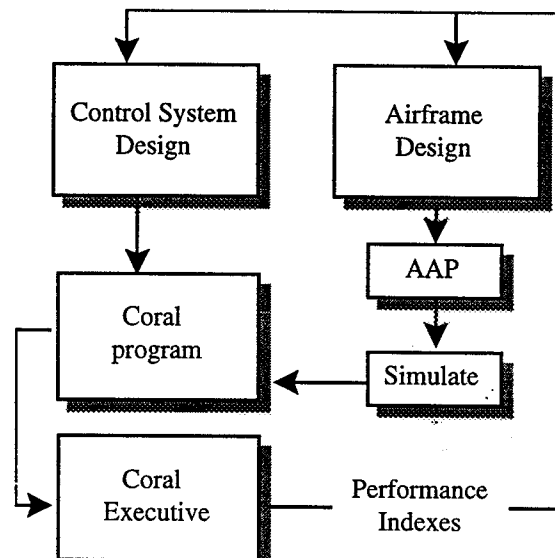 Control System
Design
Airframe
Design
AAP
Coral
program
Simulate
Coral
Executive
Performance
Indexes